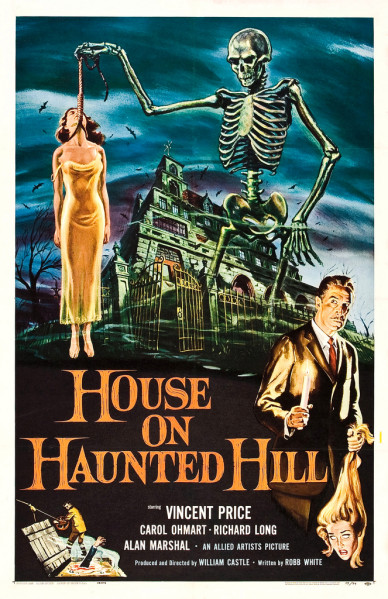 HOUSE
ON
HAUNTED HILL
starring VINCENT PRICE
CAROL OHMART · RICHARD LONG
ALAN MARSHAL · AN ALLIED ARTISTS PICTURE
Produced and Directed by WILLIAM CASTLE · Written by ROBB WHITE